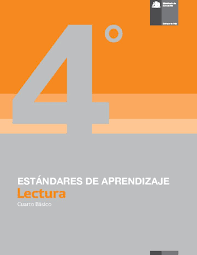 4°
ESTÁNDARES DE APRENDIZAJE
Lectura
Cuarto Básico